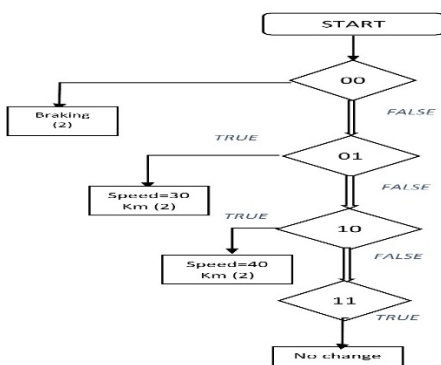 START
00
Braking
(2)
FALSE
TRUE
01
Speed=30
Km (2)
FALSE
TRUE
10
Speed=40
Km (2)
FALSE
11
TRUE
No change